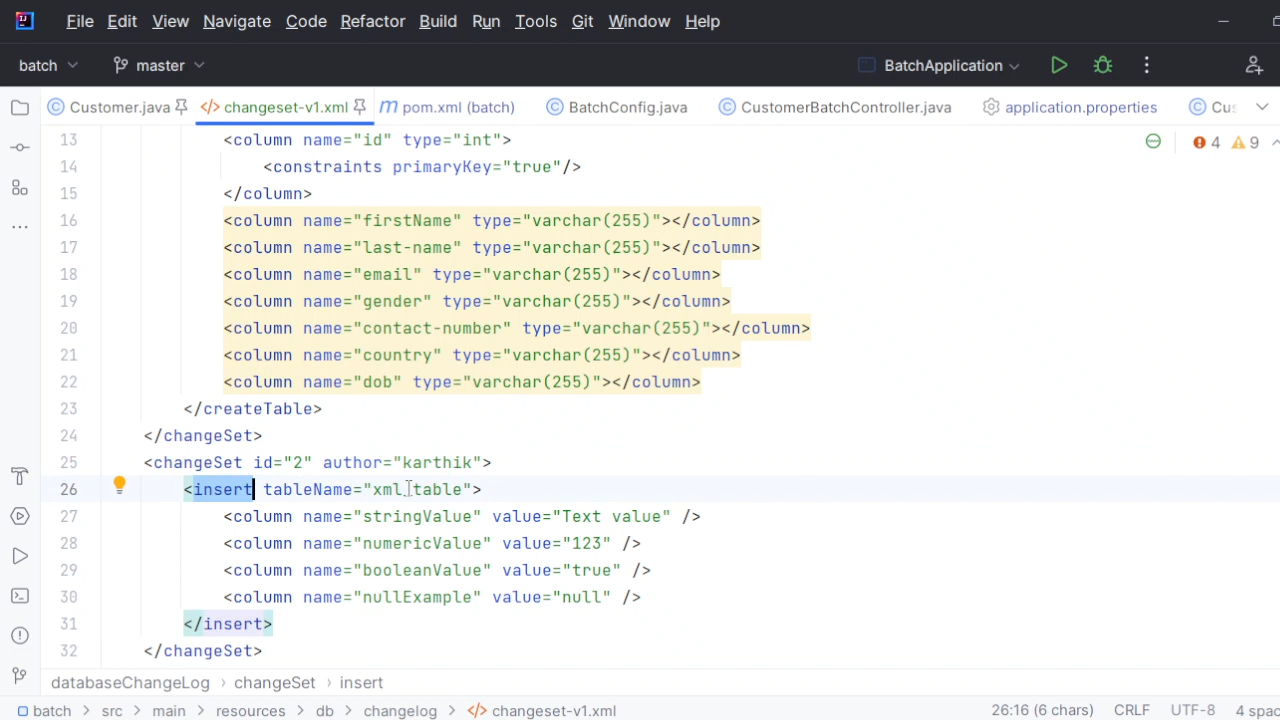 File Edit View Navigate Code Refactor Build Run Tools Git Window Help
batch master BatchApplication
Customer.java changeset-v1.xml pom.xml (batch) BatchConfig.java CustomerBatchController.java application.properties Cu
13 <column name="id" type="int">
4 9
14 <constraints primaryKey="true"/>
15 </column>
16 <column name="firstName" type="varchar(255)"></column>
17 <column name="last-name" type="varchar(255)"></column>
18 <column name="email" type="varchar(255)"></column>
19 <column name="gender" type="varchar(255)"></column>
20 <column name="contact-number" type="varchar(255)"></column>
21 <column name="country" type="varchar(255)"></column>
22 <column name="dob" type="varchar(255)"></column>
23 </createTable>
24 </changeSet>
25 <changeSet id="2" author="karthik">
26 <insert tableName="xml_table">
27 <column name="stringValue" value="Text value" />
28 <column name="numericValue" value="123" />
29 <column name="booleanValue" value="true" />
30 <column name="nullExample" value="null" />
31 </insert>
32 </changeSet>
databaseChangeLog › changeSet › insert
batch > src > main > resources > db > changelog > changeset-v1.xml 26:16 (6 chars) CRLF UTF-8 4 spac